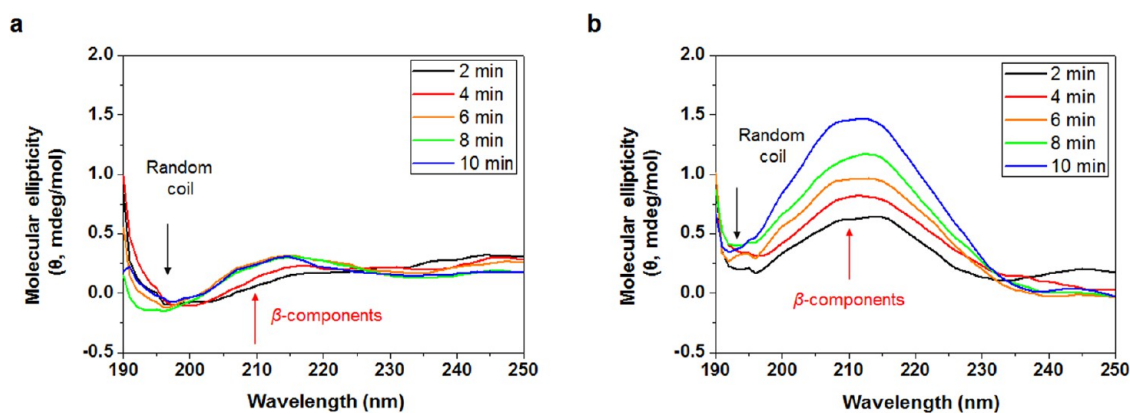 a
2.0
1.5
1.0
0.5
0.0
-0.5
190
200
210
220
230
240
250
Molecular ellipticity
(θ, mdeg/mol)
Wavelength (nm)
2 min
4 min
6 min
8 min
10 min
Random
coil
β-components
b
2.0
1.5
1.0
0.5
0.0
-0.5
190
200
210
220
230
240
250
Molecular ellipticity
(θ, mdeg/mol)
Wavelength (nm)
2 min
4 min
6 min
8 min
10 min
Random
coil
β-components